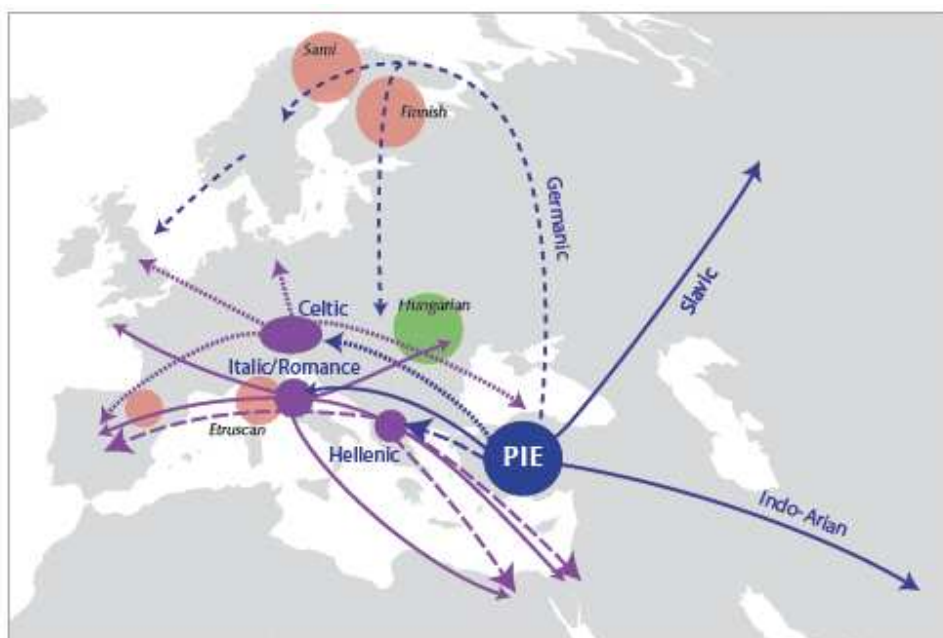 Sami
Finnish
Germanic
Slavic
Hungarian
Celtic
Italic/Romance
Etruscan
Hellenic
PIE
Indo-Arian